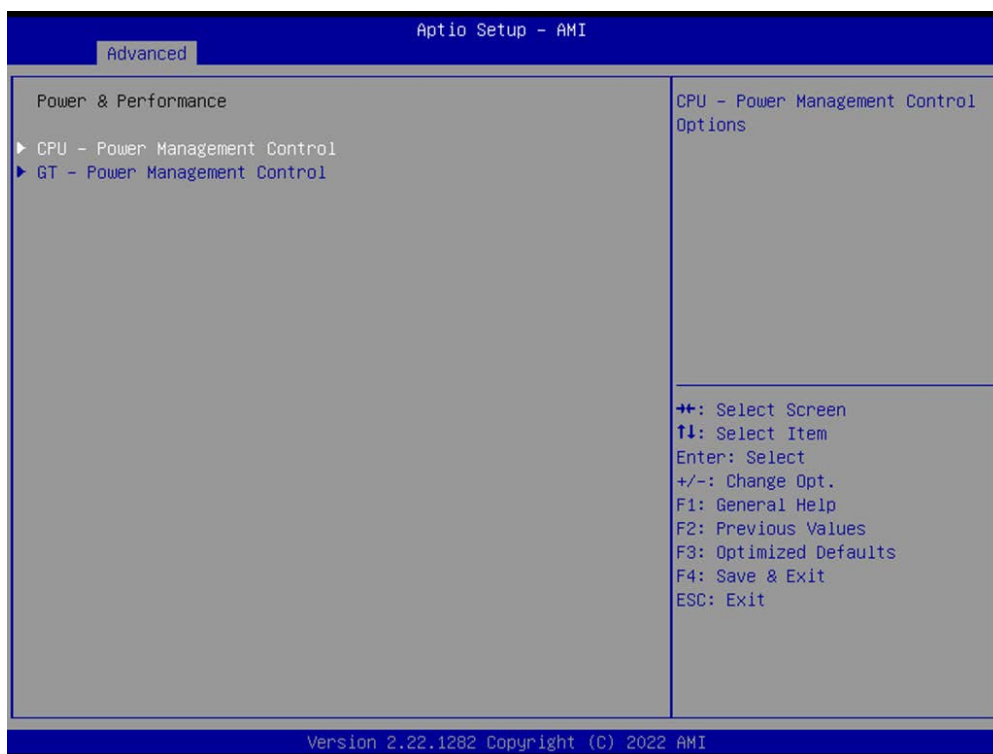 Aptio Setup – AMI
Advanced
Power & Performance
▶ CPU – Power Management Control
▶ GT – Power Management Control
CPU – Power Management Control
Options
→←: Select Screen
↑↓: Select Item
Enter: Select
+/-: Change Opt.
F1: General Help
F2: Previous Values
F3: Optimized Defaults
F4: Save & Exit
ESC: Exit
Version 2.22.1282 Copyright (C) 2022 AMI